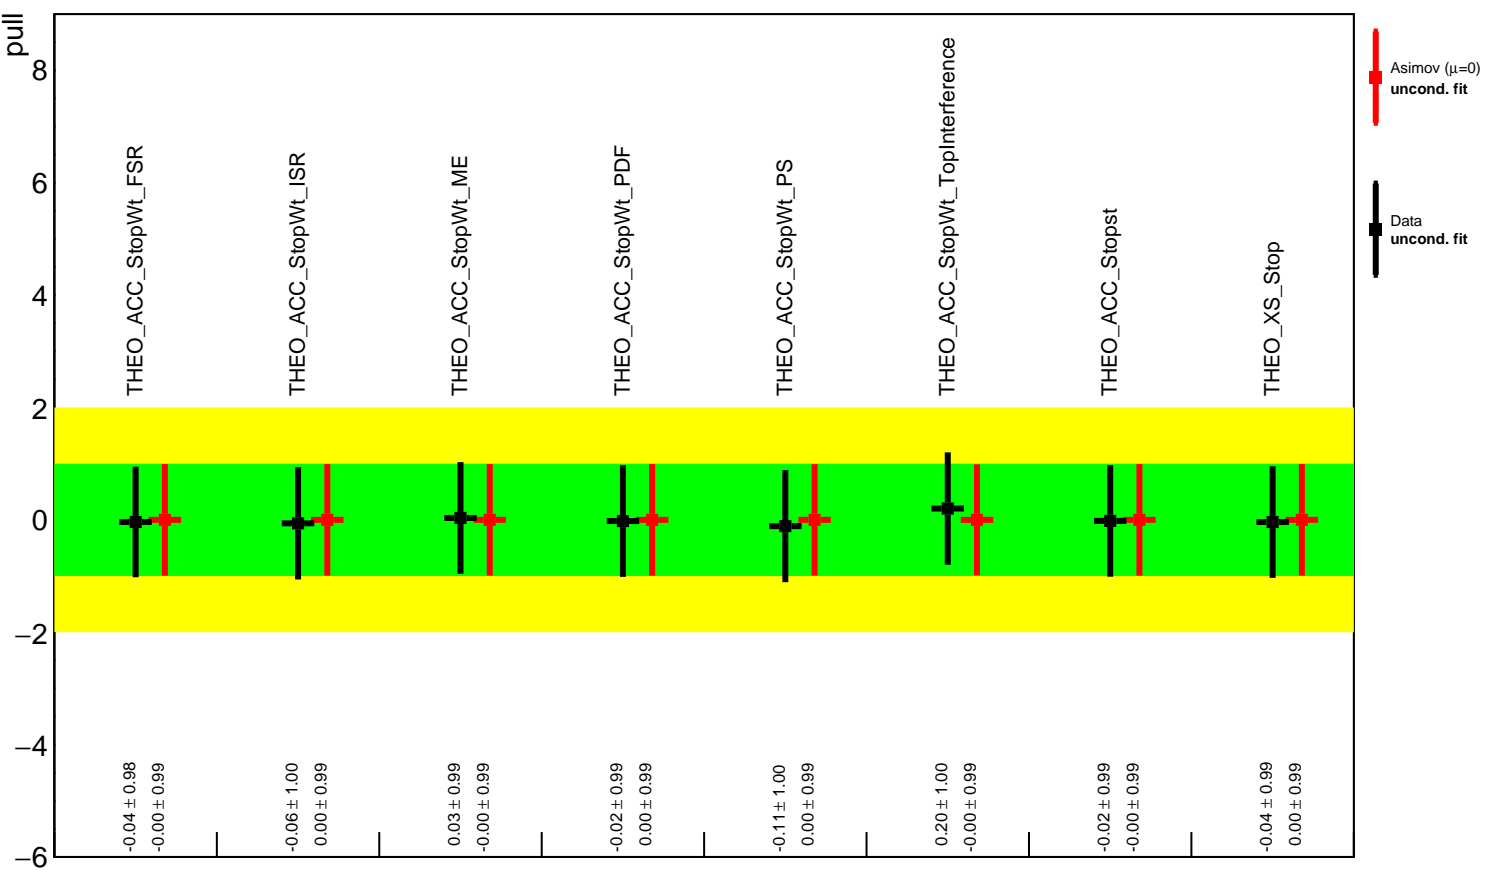 pull
8
6
4
2
0
−2
−4
−6
THEO_ACC_StopWt_FSR
THEO_ACC_StopWt_ISR
THEO_ACC_StopWt_ME
THEO_ACC_StopWt_PDF
THEO_ACC_StopWt_PS
THEO_ACC_StopWt_TopInterference
THEO_ACC_Stopst
THEO_XS_Stop
-0.04 ± 0.98
-0.00 ± 0.99
-0.06 ± 1.00
0.00 ± 0.99
0.03 ± 0.99
-0.00 ± 0.99
-0.02 ± 0.99
0.00 ± 0.99
-0.11 ± 1.00
0.00 ± 0.99
0.20 ± 1.00
-0.00 ± 0.99
-0.02 ± 0.99
-0.00 ± 0.99
-0.04 ± 0.99
0.00 ± 0.99
Asimov (μ=0)
uncond. fit
Data
uncond. fit